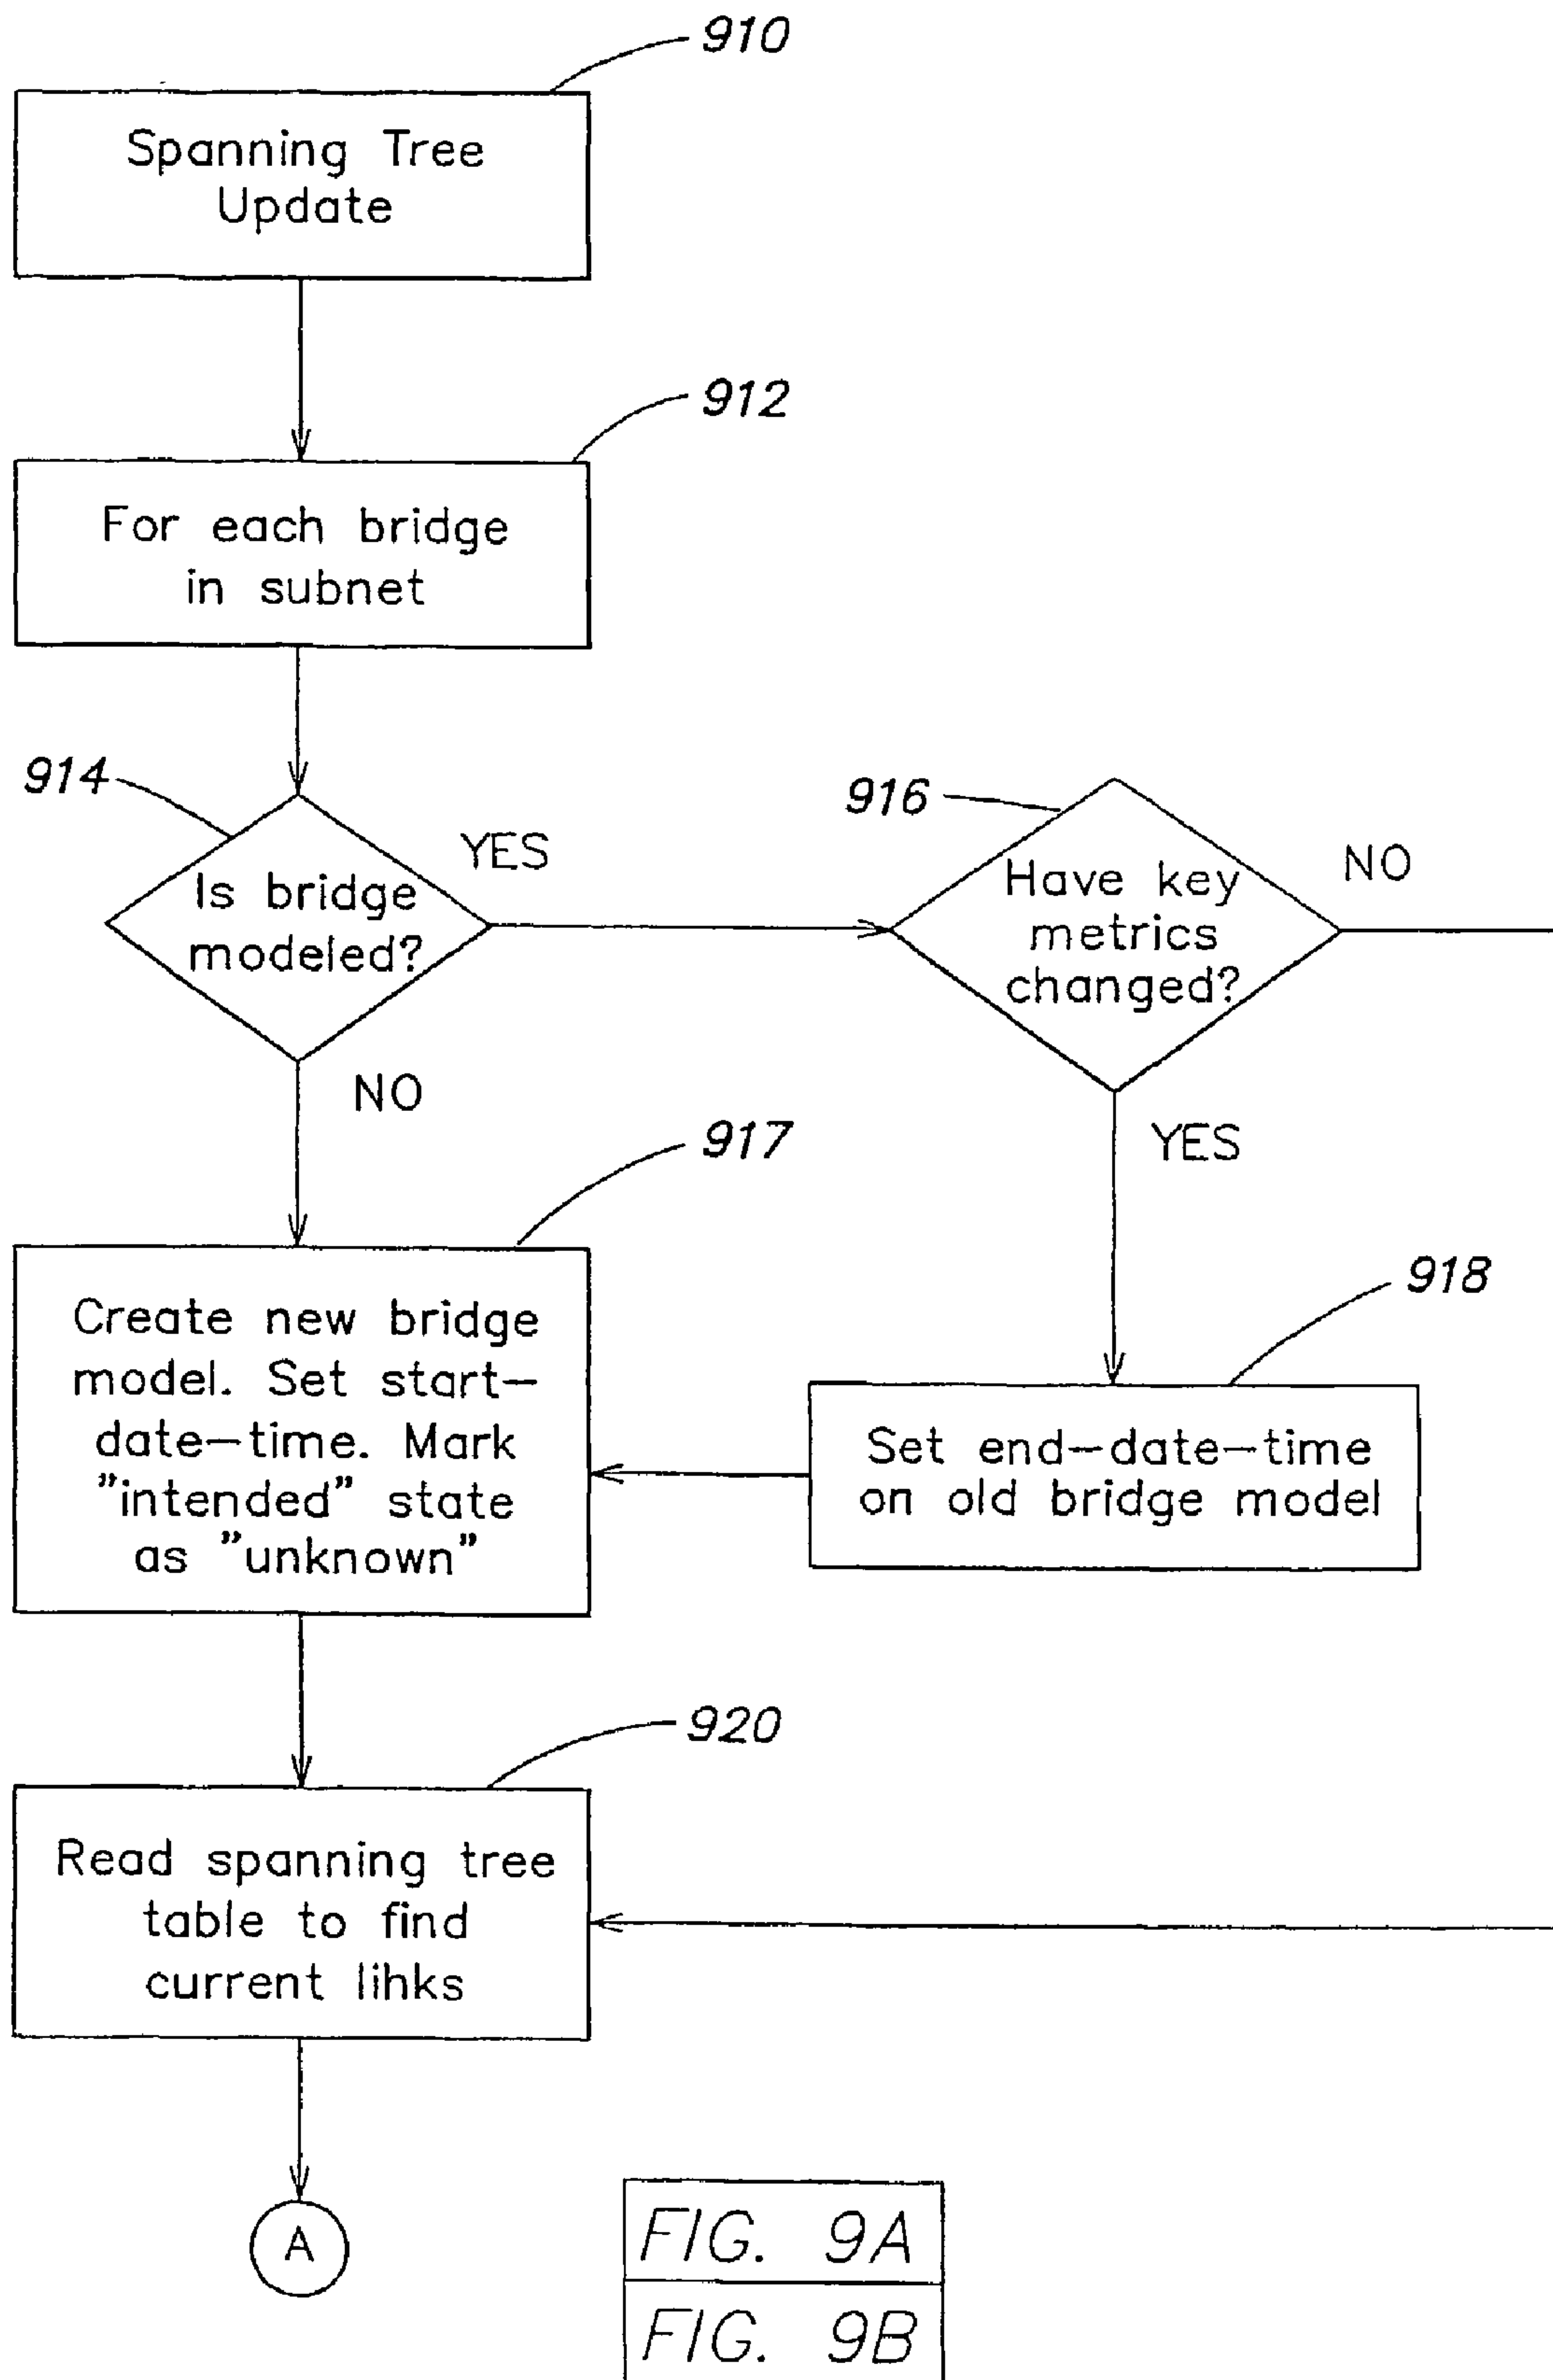 910
Spanning Tree
Update
912
For each bridge
in subnet
914
Is bridge
modeled?
YES
NO
916
Have key
metrics
changed?
NO
YES
917
Create new bridge
model. Set start-
date-time. Mark
"intended" state
as "unknown"
918
Set end-date-time
on old bridge model
920
Read spanning tree
table to find
current lihks
A
FIG. 9A
FIG. 9B